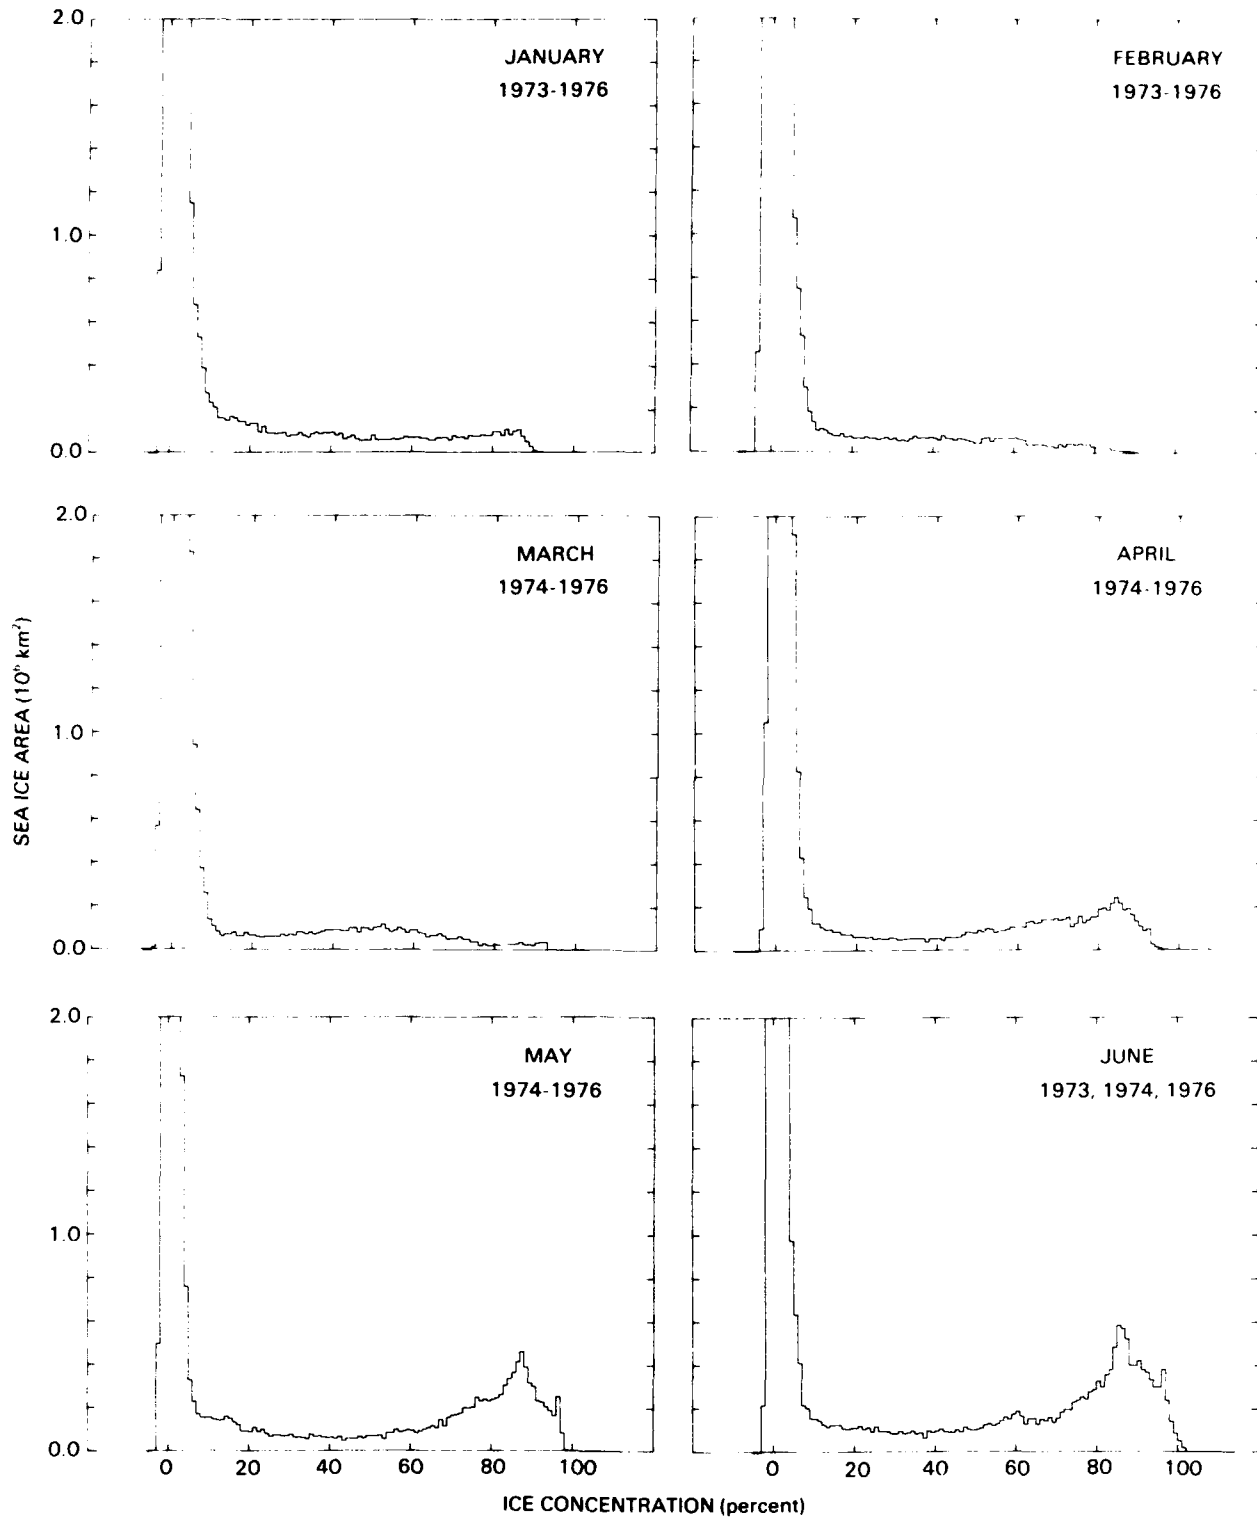 2.0
1.0
0.0
JANUARY
1973-1976
FEBRUARY
1973-1976
2.0
1.0
0.0
MARCH
1974-1976
APRIL
1974-1976
SEA ICE AREA (10⁶ km²)
2.0
1.0
0.0
MAY
1974-1976
JUNE
1973, 1974, 1976
0 20 40 60 80 100
0 20 40 60 80 100
ICE CONCENTRATION (percent)